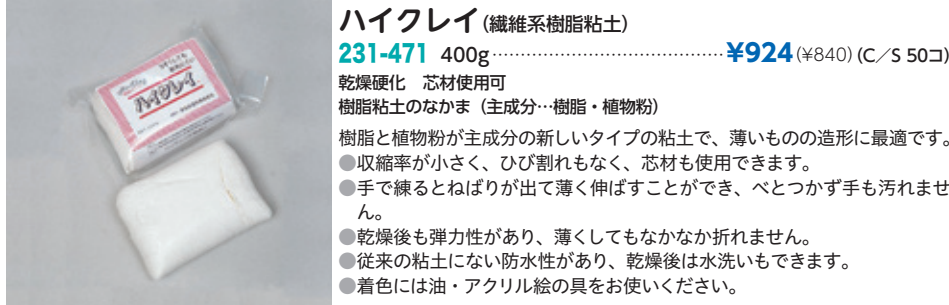 ハイクレイ(繊維系樹脂粘土)
231-471 400g……………………………………¥924(¥840)(C/S 50コ)
乾燥硬化 芯材使用可
樹脂粘土のなかま(主成分…樹脂・植物粉)
樹脂と植物粉が主成分の新しいタイプの粘土で、薄いものの造形に最適です。
●収縮率が小さく、ひび割れもなく、芯材も使用できます。
●手で練るとねばりが出て薄く伸ばすことができ、べとつかず手も汚れませ
ん。
●乾燥後も弾力性があり、薄くしてもなかなか折れません。
●従来の粘土にない防水性があり、乾燥後は水洗いもできます。
●着色には油・アクリル絵の具をお使いください。
ハイクレイ